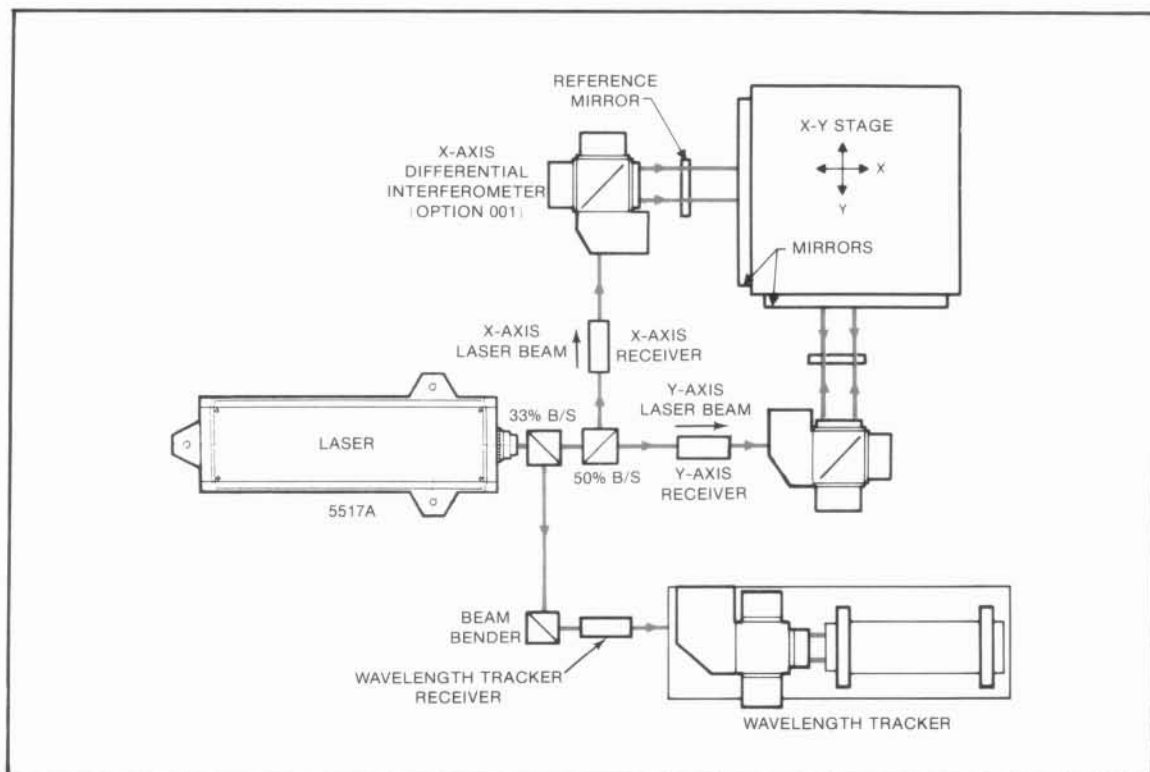 REFERENCE
MIRROR
X-AXIS
DIFFERENTIAL
INTERFEROMETER
(OPTION 001)
X-Y STAGE
X
Y
MIRRORS
X-AXIS
LASER BEAM
X-AXIS
RECEIVER
33% B/S
Y-AXIS
LASER BEAM
LASER
50% B/S
Y-AXIS
RECEIVER
5517A
BEAM
BENDER
WAVELENGTH TRACKER
RECEIVER
WAVELENGTH TRACKER